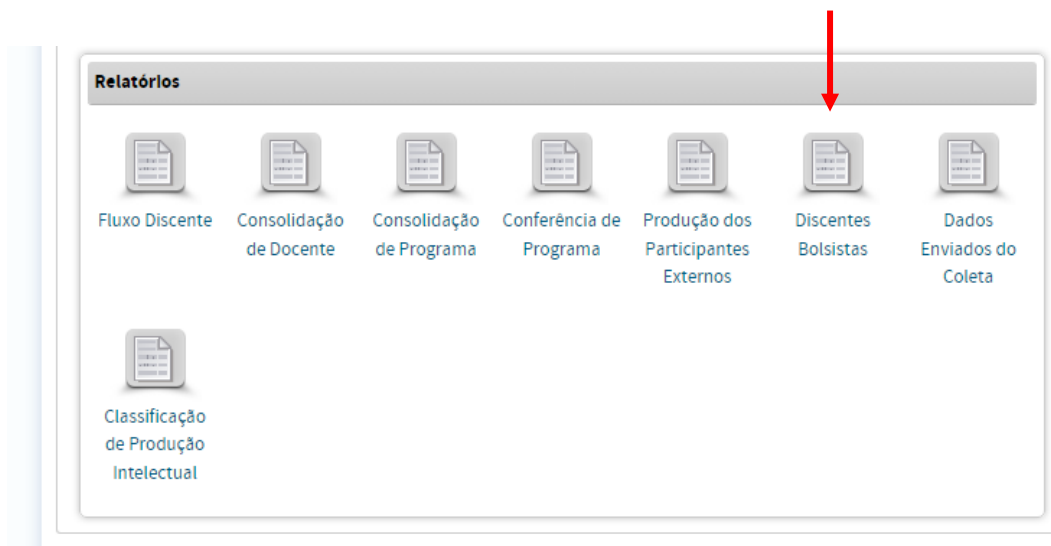 Relatórios
Fluxo Discente
Consolidação
de Docente
Consolidação
de Programa
Conferência de
Programa
Produção dos
Participantes
Externos
Discentes
Bolsistas
Dados
Enviados do
Coleta
Classificação
de Produção
Intelectual